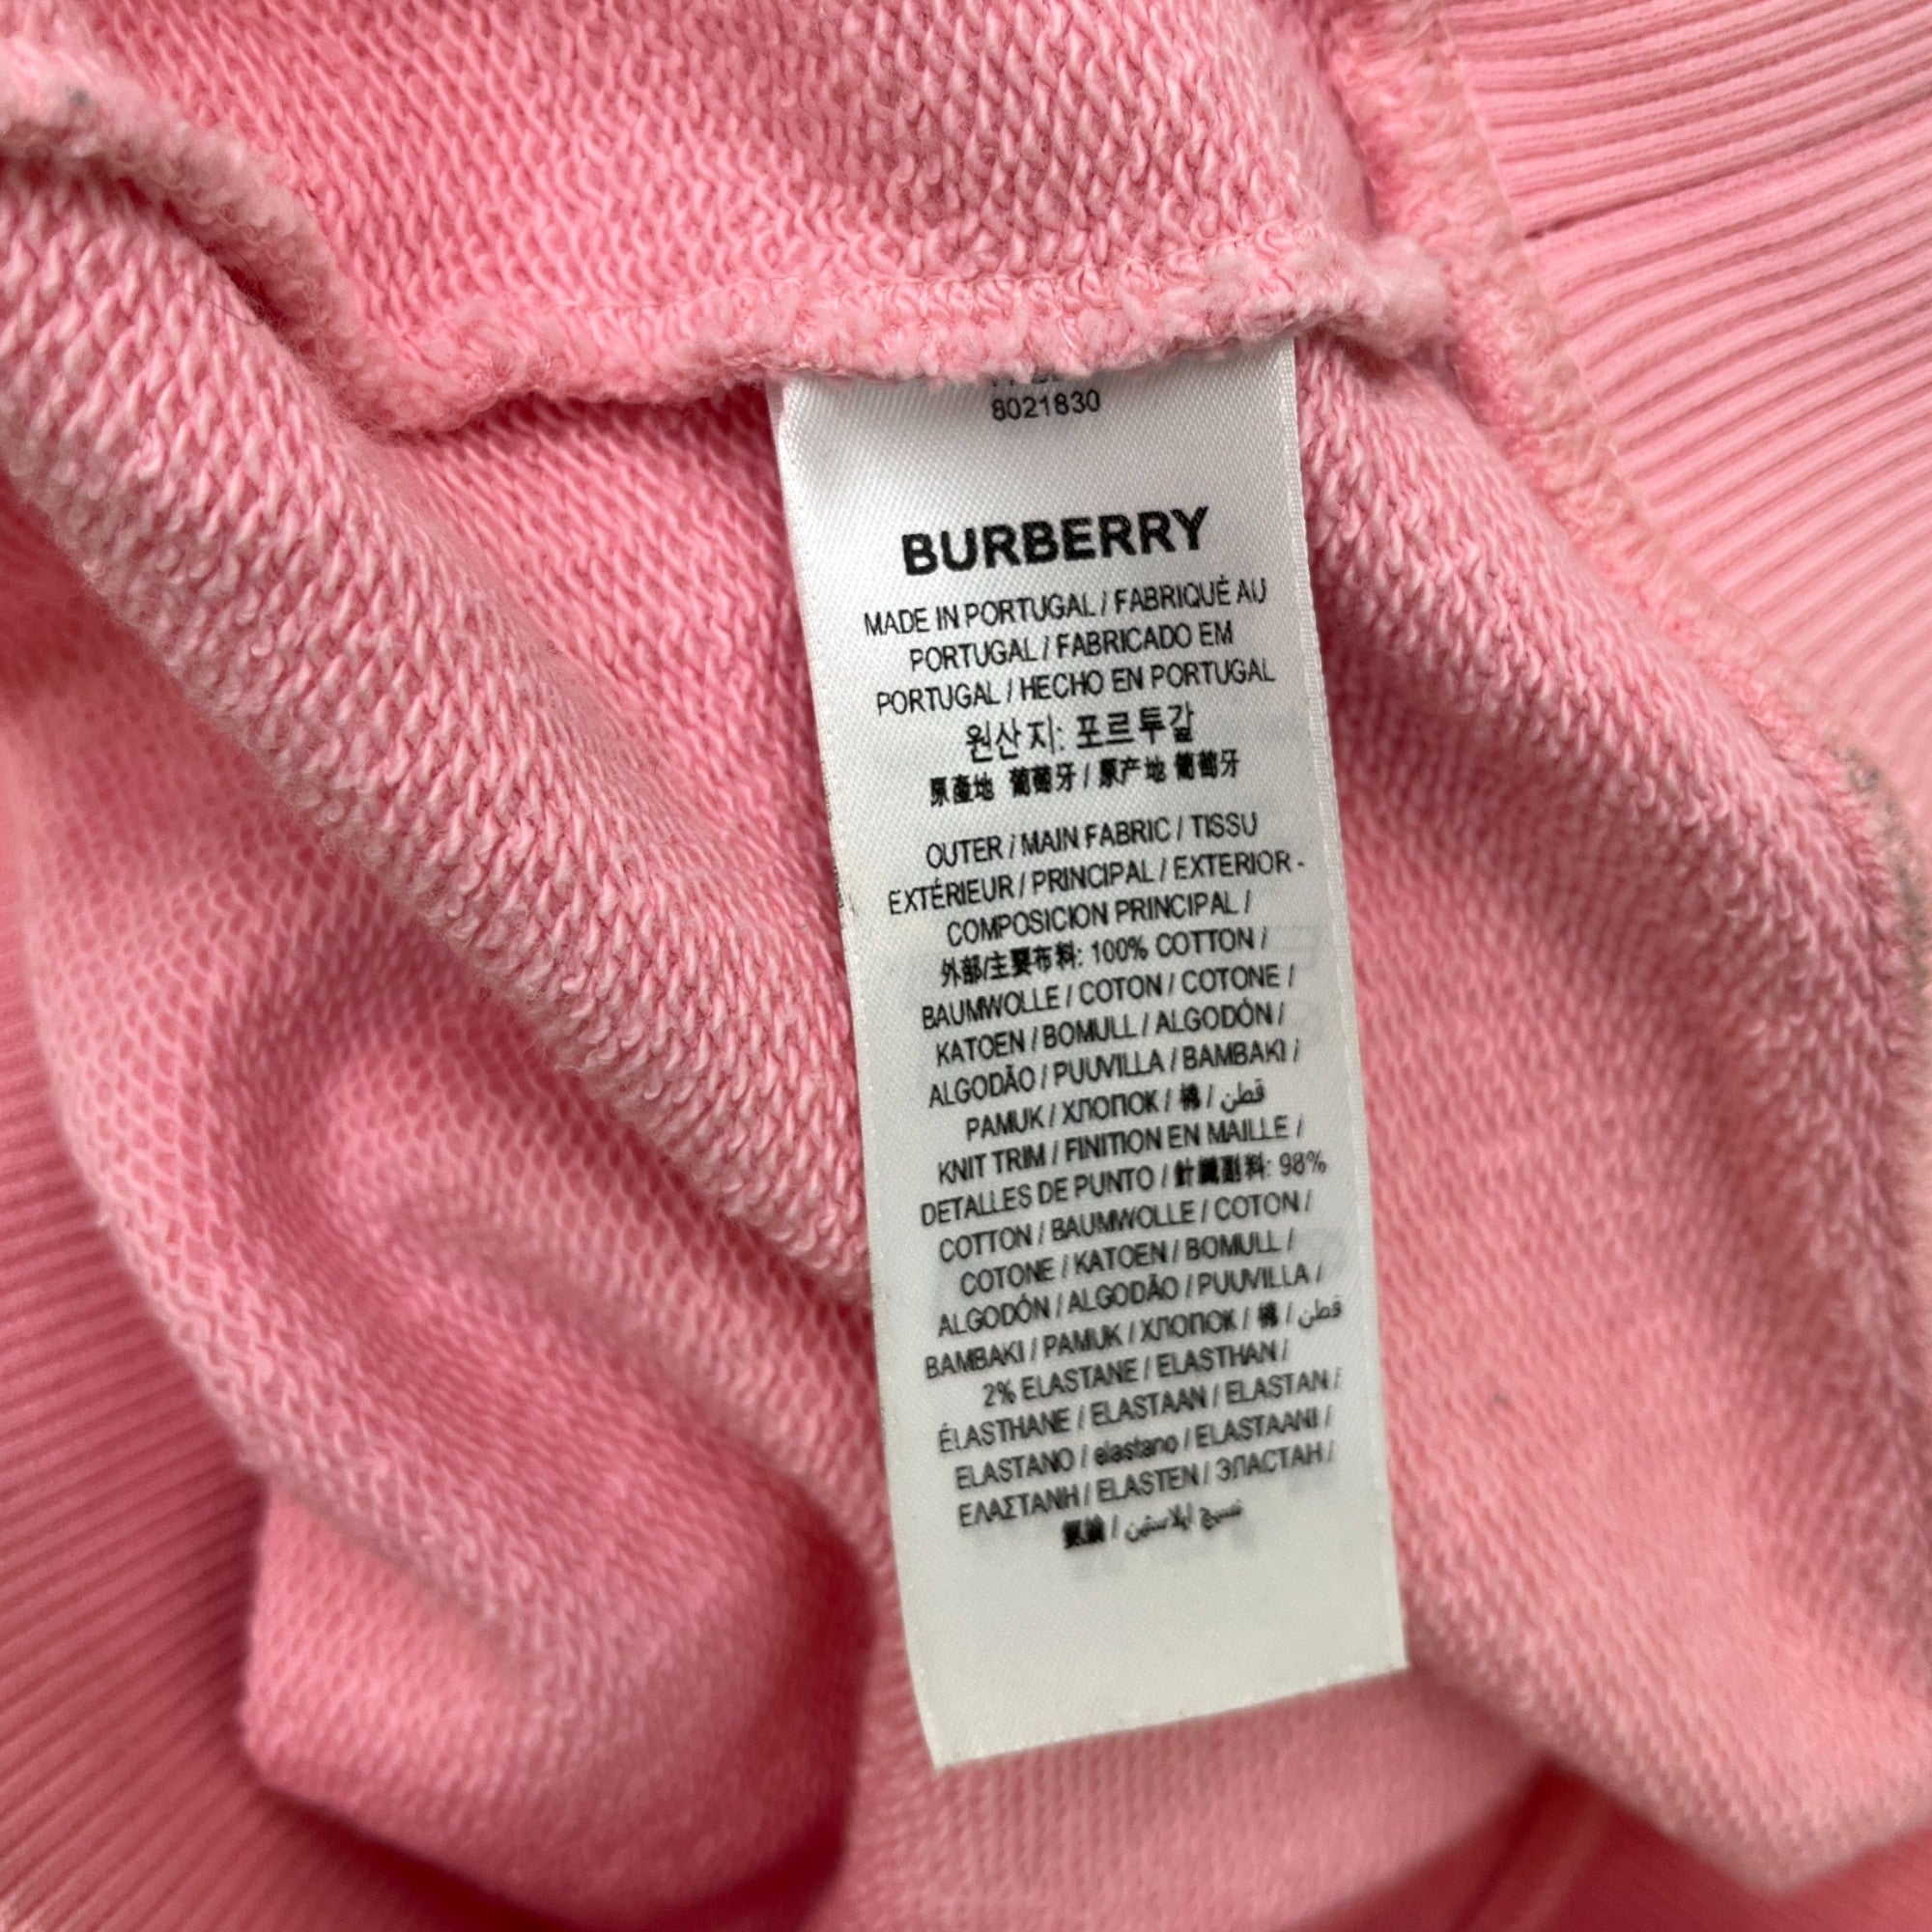 8021830
BURBERRY
MADE IN PORTUGAL / FABRIQUÉ AU
PORTUGAL / FABRICADO EM
PORTUGAL / HECHO EN PORTUGAL
원산지: 포르투갈
原產地 葡萄牙 / 原产地 葡萄牙
OUTER / MAIN FABRIC / TISSU
EXTÉRIEUR / PRINCIPAL / EXTERIOR -
COMPOSICION PRINCIPAL /
外部/主要布料: 100% COTTON /
BAUMWOLLE / COTON / COTONE /
KATOEN / BOMULL / ALGODÓN /
ALGODÃO / PUUVILLA / BAMBAKI /
PAMUK / ХЛОПОК / 棉 / قطن
KNIT TRIM / FINITION EN MAILLE /
DETALLES DE PUNTO / 針織副料: 98%
COTTON / BAUMWOLLE / COTON /
COTONE / KATOEN / BOMULL /
ALGODÓN / ALGODÃO / PUUVILLA /
BAMBAKI / PAMUK / ХЛОПОК / 棉 / قطن
2% ELASTANE / ELASTHAN /
ÉLASTHANE / ELASTAAN / ELASTAN /
ELASTANO / elastano / ELASTAANI /
ΕΛΑΣΤΑΝΗ / ELASTEN / ЭЛАСТАН /
氨綸 / نسيج ايلاستين